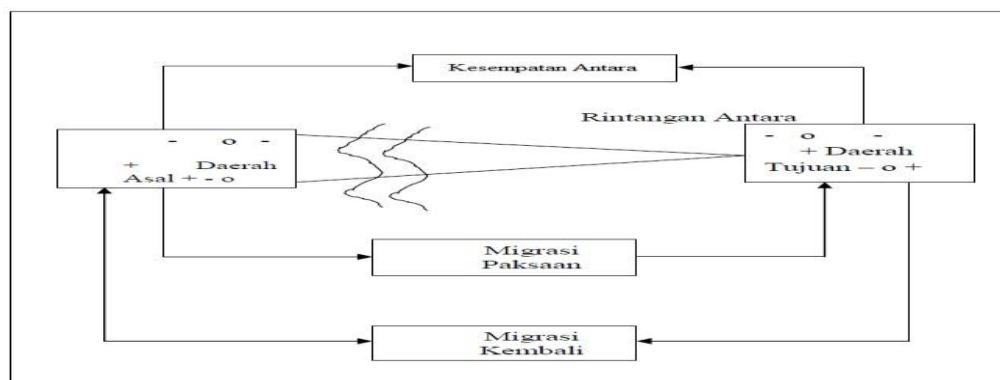 Kesempatan Antara
Rintangan Antara
- o -
+ Daerah
Asal + - o
- o -
+ Daerah
Tujuan – o +
Migrasi
Paksaan
Migrasi
Kembali